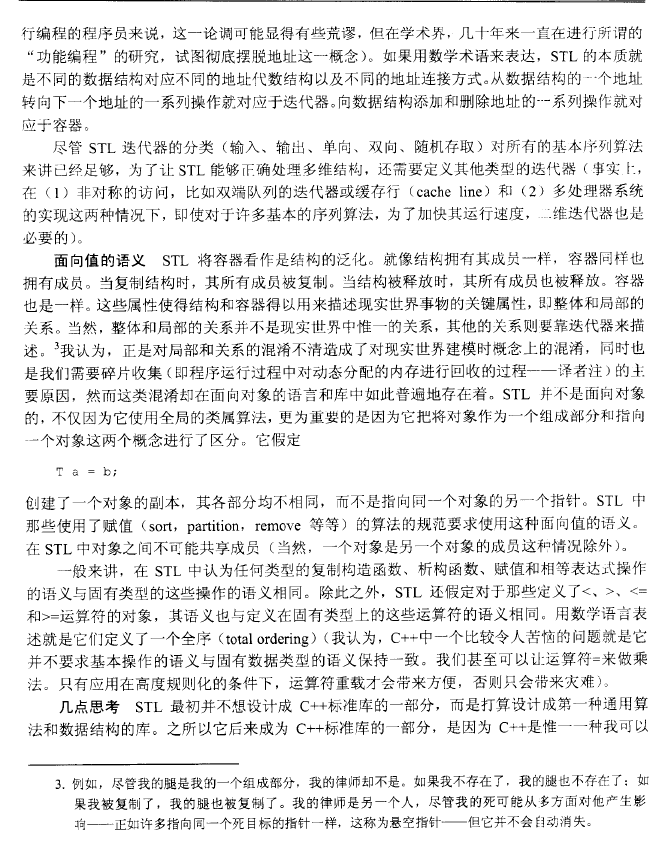 行编程的程序员来说，这一论调可能显得有些荒谬，但在学术界，几十年来一直在进行所谓的
“功能编程”的研究，试图彻底摆脱地址这一概念）。如果用数学术语来表达，STL 的本质就
是不同的数据结构对应不同的地址代数结构以及不同的地址连接方式。从数据结构的一个地址
转向下一个地址的一系列操作就对应于迭代器。向数据结构添加和删除地址的一系列操作就对
应于容器。
尽管 STL 迭代器的分类（输入、输出、单向、双向、随机存取）对所有的基本序列算法
来讲已经足够，为了让 STL 能够正确处理多维结构，还需要定义其他类型的迭代器（事实上，
在（1）非对称的访问，比如双端队列的迭代器或缓存行（cache line）和（2）多处理器系统
的实现这两种情况下，即使对于许多基本的序列算法，为了加快其运行速度，二维迭代器也是
必要的）。
面向值的语义 STL 将容器看作是结构的泛化。就像结构拥有其成员一样，容器同样也
拥有成员。当复制结构时，其所有成员被复制。当结构被释放时，其所有成员也被释放。容器
也是一样。这些属性使得结构和容器得以用来描述现实世界事物的关键属性，即整体和局部的
关系。当然，整体和局部的关系并不是现实世界中惟一的关系，其他的关系则要靠迭代器来描
述。³我认为，正是对局部和关系的混淆不清造成了对现实世界建模时概念上的混淆，同时也
是我们需要碎片收集（即程序运行过程中对动态分配的内存进行回收的过程——译者注）的主
要原因，然而这类混淆却在面向对象的语言和库中如此普遍地存在着。STL 并不是面向对象
的，不仅因为它使用全局的类属算法，更为重要的是因为它把将对象作为一个组成部分和指向
一个对象这两个概念进行了区分。它假定
T a = b;
创建了一个对象的副本，其各部分均不相同，而不是指向同一个对象的另一个指针。STL 中
那些使用了赋值（sort，partition，remove 等等）的算法的规范要求使用这种面向值的语义。
在 STL 中对象之间不可能共享成员（当然，一个对象是另一个对象的成员这种情况除外）。
一般来讲，在 STL 中认为任何类型的复制构造函数、析构函数、赋值和相等表达式操作
的语义与固有类型的这些操作的语义相同。除此之外，STL 还假定对于那些定义了<、>、<=
和>=运算符的对象，其语义也与定义在固有类型上的这些运算符的语义相同。用数学语言表
述就是它们定义了一个全序（total ordering）（我认为，C++中一个比较令人苦恼的问题就是它
并不要求基本操作的语义与固有数据类型的语义保持一致。我们甚至可以让运算符=来做乘
法。只有应用在高度规则化的条件下，运算符重载才会带来方便，否则只会带来灾难）。
几点思考 STL 最初并不想设计成 C++标准库的一部分，而是打算设计成第一种通用算
法和数据结构的库。之所以它后来成为 C++标准库的一部分，是因为 C++是惟一一种我可以
3. 例如，尽管我的腿是我的一个组成部分，我的律师却不是。如果我不存在了，我的腿也不存在了；如
果我被复制了，我的腿也被复制了。我的律师是另一个人，尽管我的死可能从多方面对他产生影
响——正如许多指向同一个死目标的指针一样，这称为悬空指针——但它并不会自动消失。